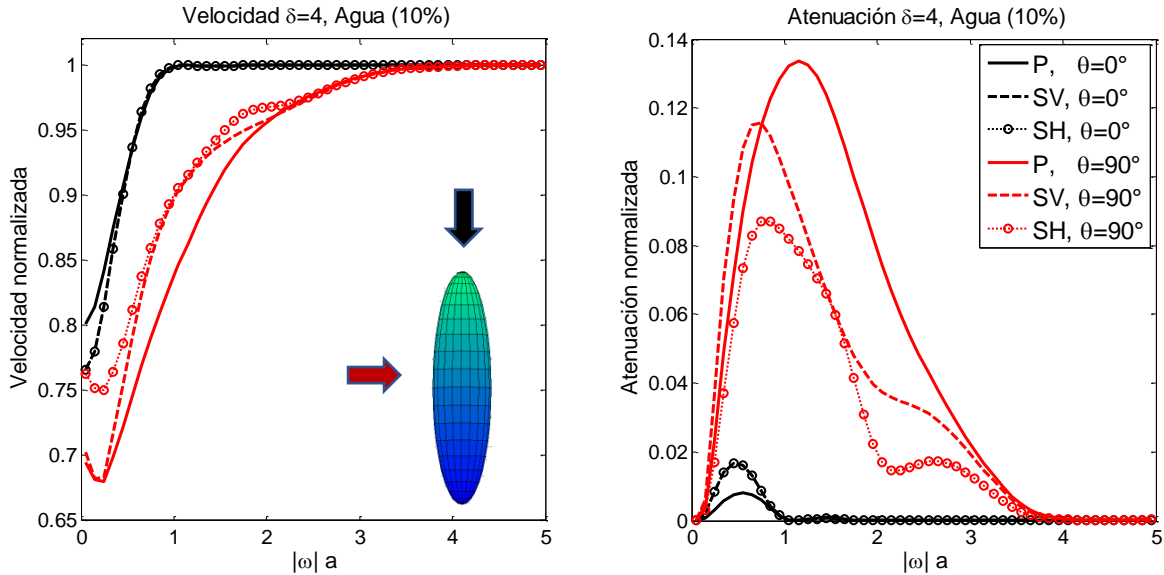 Velocidad δ=4, Agua (10%)
Velocidad normalizada
1
0.95
0.9
0.85
0.8
0.75
0.7
0.65
0
1
2
3
4
5
|ω| a
Atenuación δ=4, Agua (10%)
Atenuación normalizada
0.14
0.12
0.1
0.08
0.06
0.04
0.02
0
0
1
2
3
4
5
|ω| a
P, θ=0°
SV, θ=0°
SH, θ=0°
P, θ=90°
SV, θ=90°
SH, θ=90°